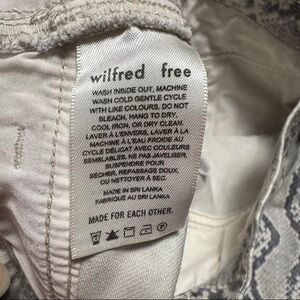 wilfred free
WASH INSIDE OUT, MACHINE
WASH COLD GENTLE CYCLE
WITH LIKE COLOURS. DO NOT
BLEACH, HANG TO DRY,
COOL IRON, OR DRY CLEAN.
LAVER À L'ENVERS, LAVER À LA
MACHINE À L'EAU FROIDE AU
CYCLE DÉLICAT AVEC COULEURS
SEMBLABLES. NE PAS JAVELISER,
SUSPENDRE POUR
SÉCHER, REPASSAGE DOUX,
OU NETTOYER À SEC.
MADE IN SRI LANKA
FABRIQUÉ AU SRI LANKA
MADE FOR EACH OTHER.